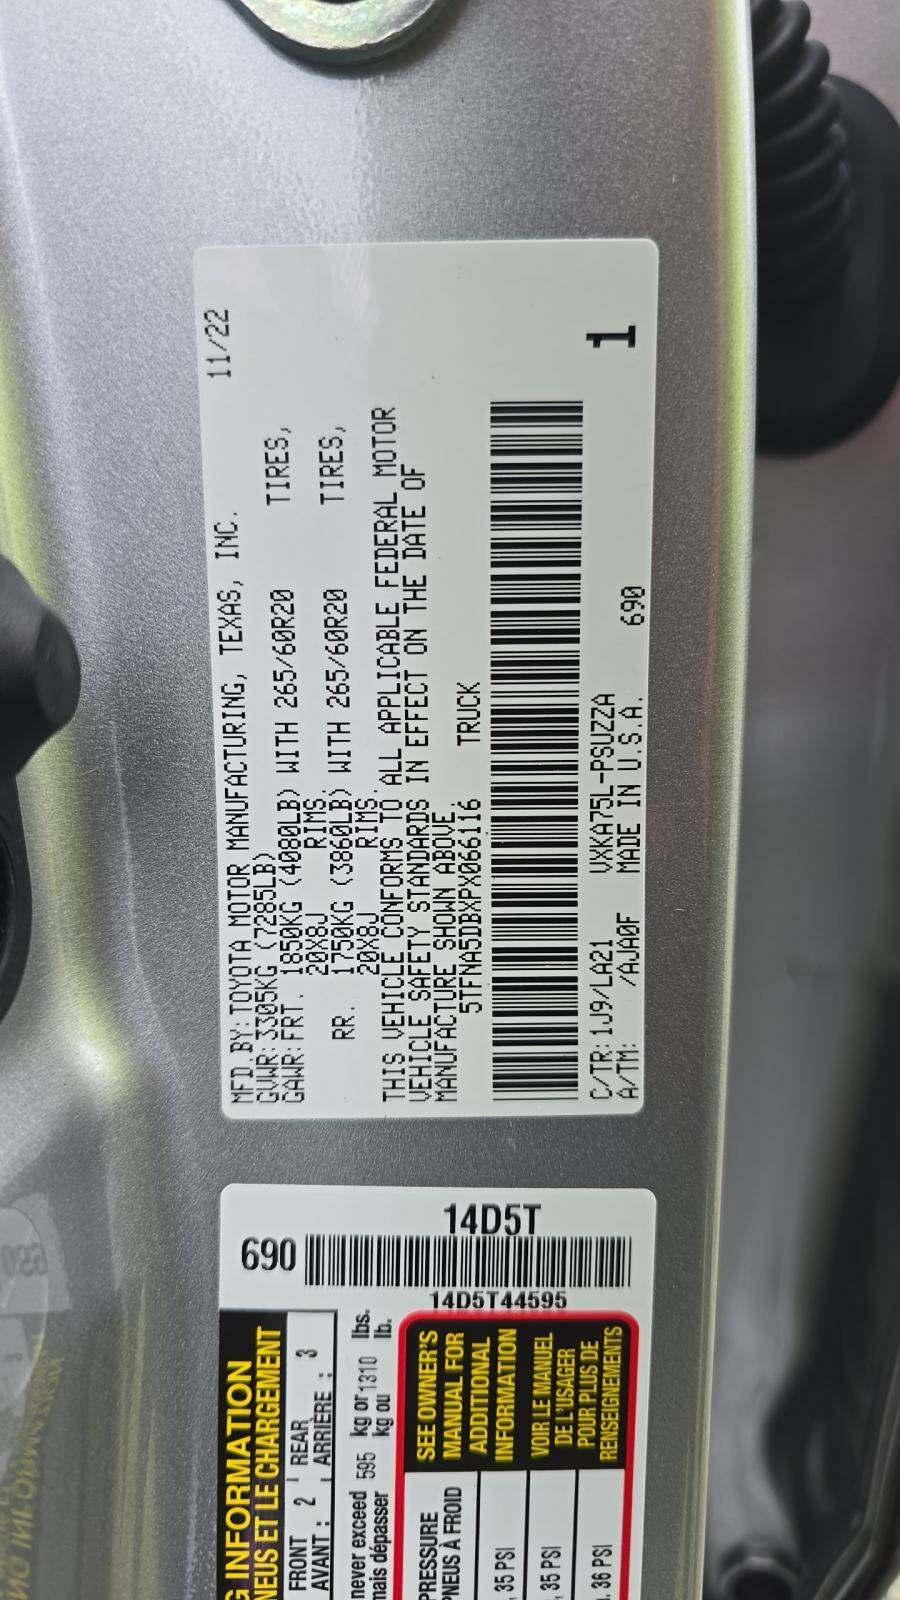 MFD.BY:TOYOTA MOTOR MANUFACTURING, TEXAS, INC. 11/22
GVWR:3305KG (7285LB)
GAWR:FRT. 1850KG (4080LB) WITH 265/60R20 TIRES,
20X8J RIMS.
RR. 1750KG (3860LB) WITH 265/60R20 TIRES,
20X8J RIMS.
THIS VEHICLE CONFORMS TO ALL APPLICABLE FEDERAL MOTOR
VEHICLE SAFETY STANDARDS IN EFFECT ON THE DATE OF
MANUFACTURE SHOWN ABOVE.
5TFNA5DBXPX066116 TRUCK
C/TR:1J9/LA21 VXKA75L-PSUZZA 1
A/TM: /AJA0F MADE IN U.S.A. 690
690
14D5T
14D5T44595
G INFORMATION
NEUS ET LE CHARGEMENT
FRONT REAR
AVANT : 2 ARRIÈRE : 3
never exceed 595 kg or 1310 lbs.
mais dépasser kg ou lb.
PRESSURE
PNEUS À FROID
, 35 PSI
, 35 PSI
, 36 PSI
SEE OWNER'S
MANUAL FOR
ADDITIONAL
INFORMATION
VOIR LE MANUEL
DE L'USAGER
POUR PLUS DE
RENSEIGNEMENTS